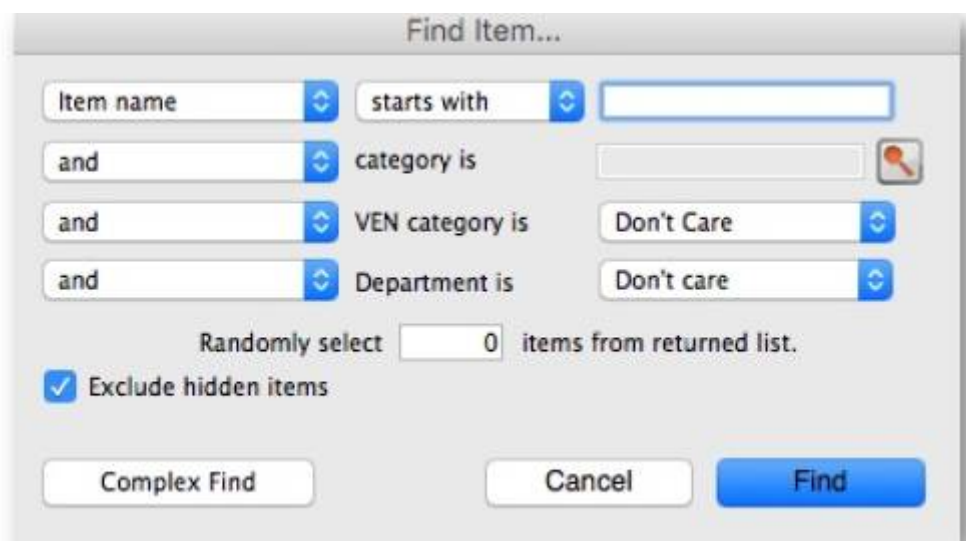 Find Item...
Item name starts with
and category is
and VEN category is Don't Care
and Department is Don't care
Randomly select 0 items from returned list.
Exclude hidden items
Complex Find Cancel Find